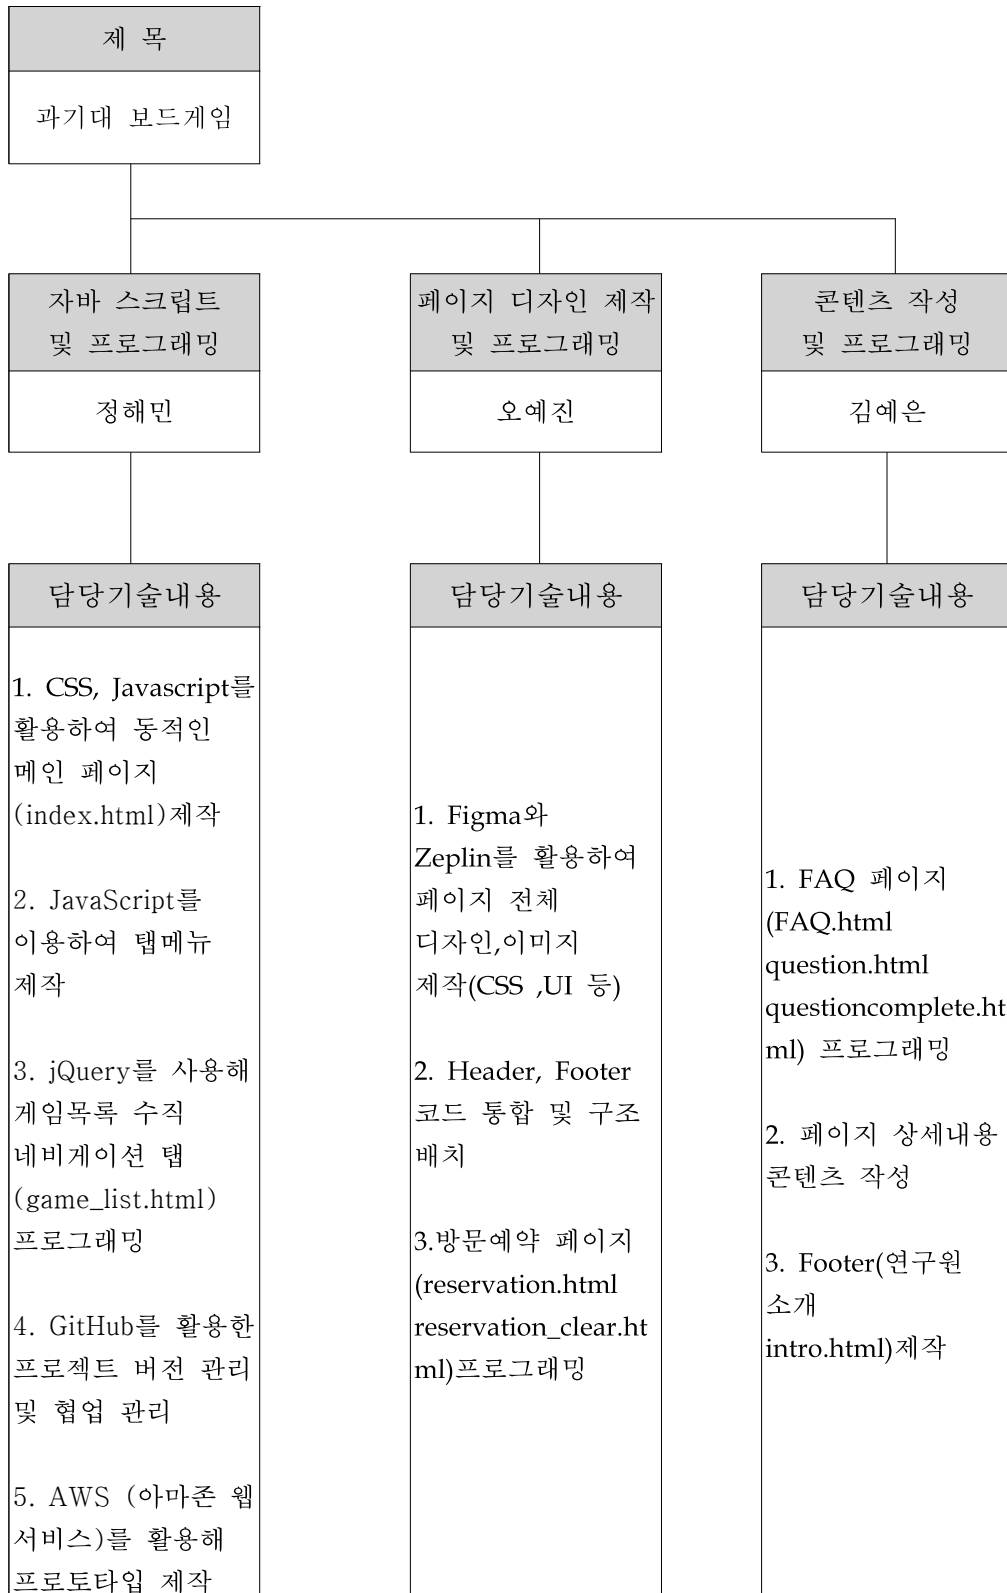 제 목
과기대 보드게임
자바 스크립트
및 프로그래밍
정해민
페이지 디자인 제작
및 프로그래밍
오예진
콘텐츠 작성
및 프로그래밍
김예은
담당기술내용
1. CSS, Javascript를
활용하여 동적인
메인 페이지
(index.html)제작
2. JavaScript를
이용하여 탭메뉴
제작
3. jQuery를 사용해
게임목록 수직
네비게이션 탭
(game_list.html)
프로그래밍
4. GitHub를 활용한
프로젝트 버전 관리
및 협업 관리
5. AWS (아마존 웹
서비스)를 활용해
프로토타입 제작
담당기술내용
1. Figma와
Zeplin를 활용하여
페이지 전체
디자인,이미지
제작(CSS ,UI 등)
2. Header, Footer
코드 통합 및 구조
배치
3.방문예약 페이지
(reservation.html
reservation_clear.ht
ml)프로그래밍
담당기술내용
1. FAQ 페이지
(FAQ.html
question.html
questioncomplete.ht
ml) 프로그래밍
2. 페이지 상세내용
콘텐츠 작성
3. Footer(연구원
소개
intro.html)제작